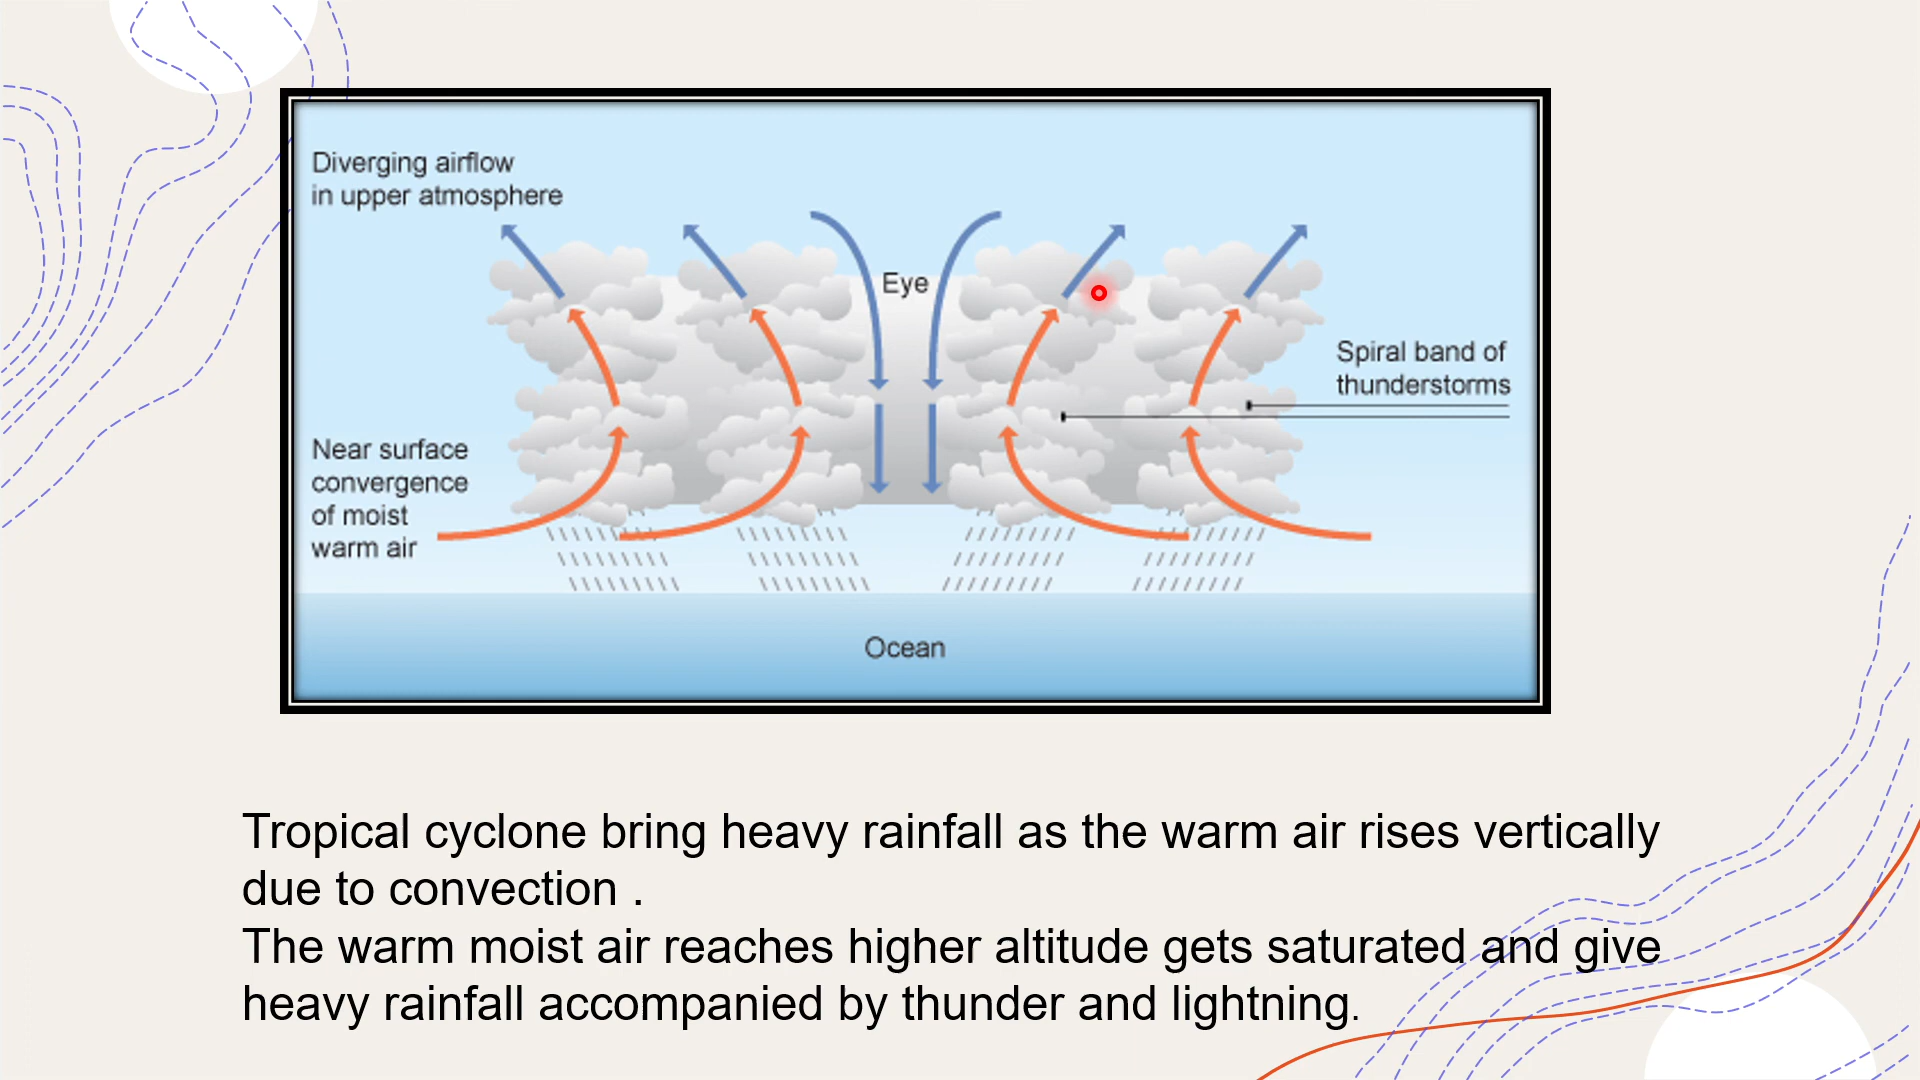 Diverging airflow
in upper atmosphere
Eye
Spiral band of
thunderstorms
Near surface
convergence
of moist
warm air
Ocean
Tropical cyclone bring heavy rainfall as the warm air rises vertically
due to convection .
The warm moist air reaches higher altitude gets saturated and give
heavy rainfall accompanied by thunder and lightning.